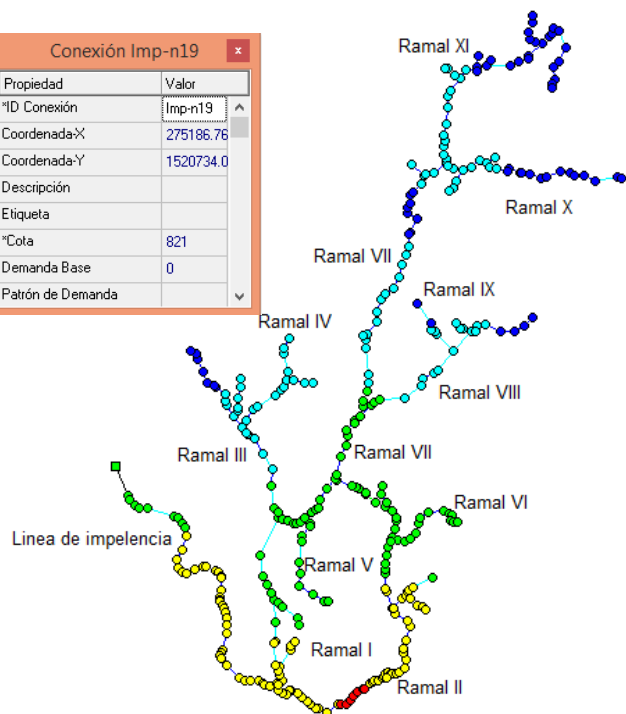 Conexión Imp-n19 x
Propiedad Valor
*ID Conexión Imp-n19
Coordenada-X 275186.76
Coordenada-Y 1520734.0
Descripción
Etiqueta
*Cota 821
Demanda Base 0
Patrón de Demanda
Ramal XI
Ramal X
Ramal VII
Ramal IX
Ramal IV
Ramal VIII
Ramal III
Ramal VII
Ramal VI
Linea de impelencia
Ramal V
Ramal I
Ramal II